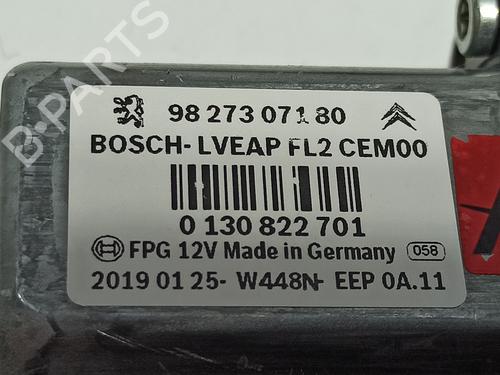 B-PARTS
98 273 071 80
BOSCH- LVEAP FL2 CEM00
0 130 822 701
FPG 12V Made in Germany 058
2019 01 25- W448N- EEP 0A.11